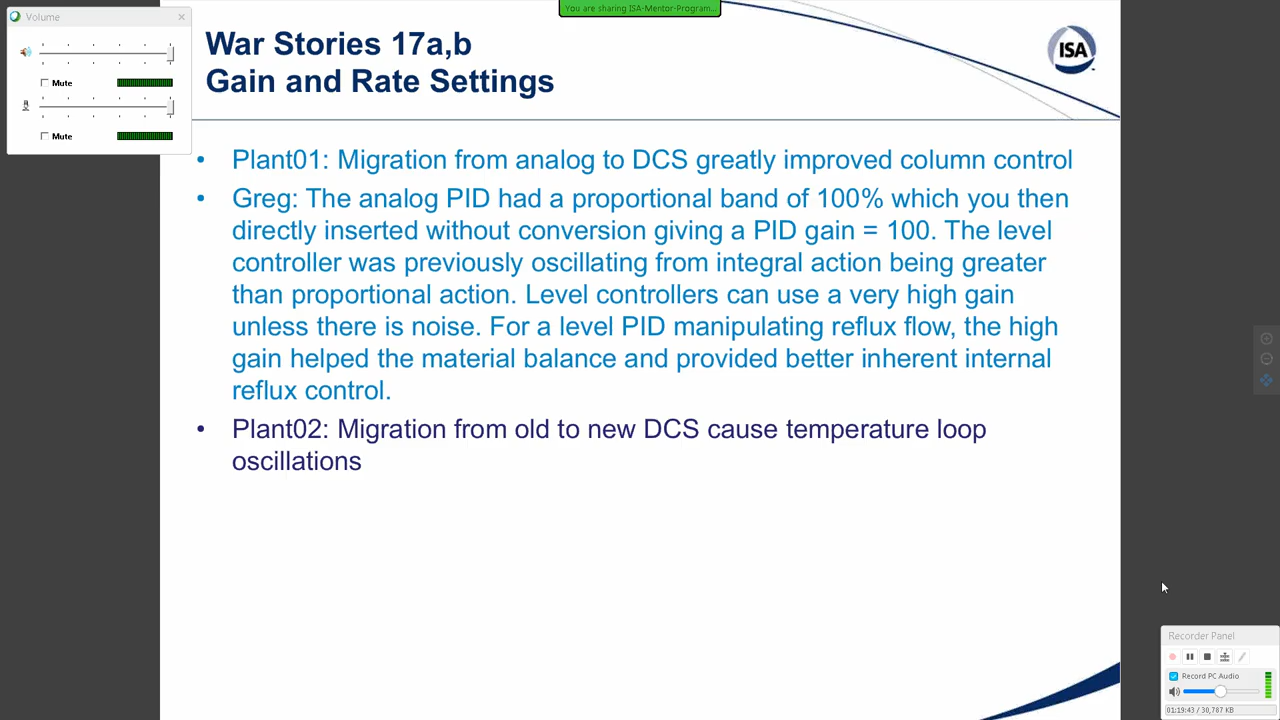 You are sharing ISA-Mentor-Program...
Volume
Mute
Mute
War Stories 17a,b
Gain and Rate Settings
ISA
• Plant01: Migration from analog to DCS greatly improved column control
• Greg: The analog PID had a proportional band of 100% which you then
directly inserted without conversion giving a PID gain = 100. The level
controller was previously oscillating from integral action being greater
than proportional action. Level controllers can use a very high gain
unless there is noise. For a level PID manipulating reflux flow, the high
gain helped the material balance and provided better inherent internal
reflux control.
• Plant02: Migration from old to new DCS cause temperature loop
oscillations
Recorder Panel
Record PC Audio
01:19:43 / 30,787 KB